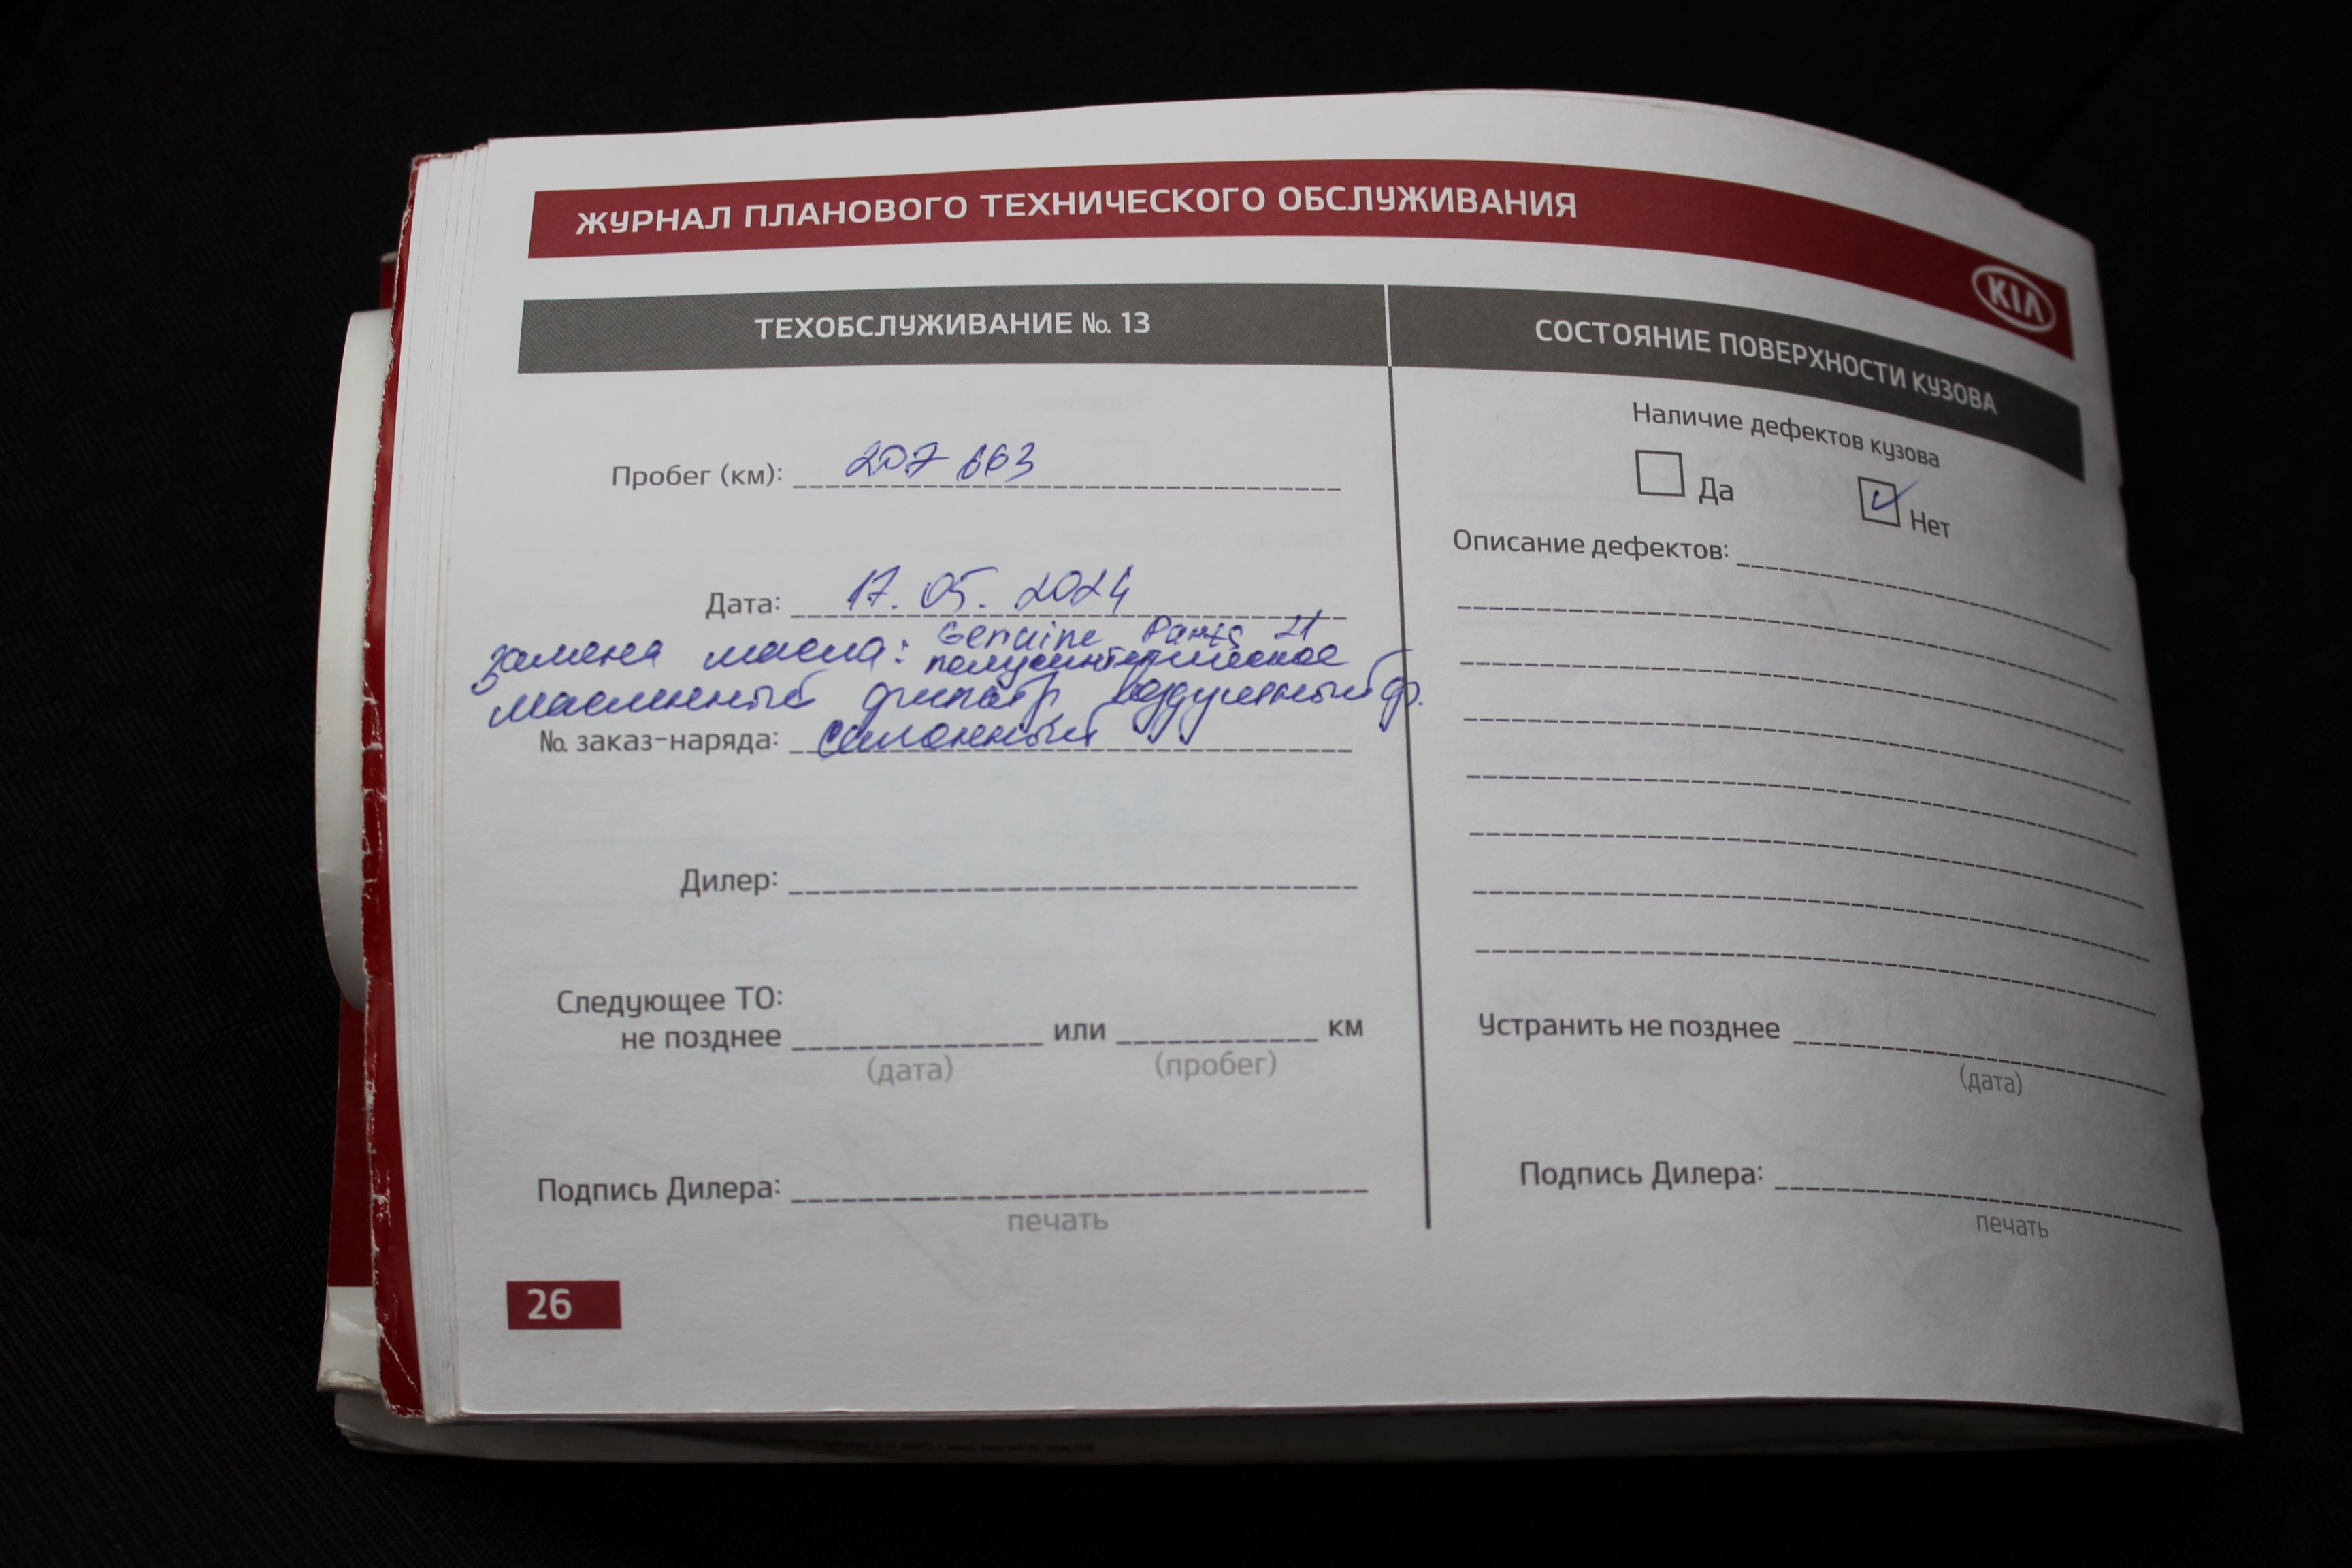 ЖУРНАЛ ПЛАНОВОГО ТЕХНИЧЕСКОГО ОБСЛУЖИВАНИЯ
KIA
ТЕХОБСЛУЖИВАНИЕ №. 13
Пробег (км): 207 663
Дата: 17. 05. 2024
замена масла: Genuine Parts
полусинтетическое
масляный фильтр воздушный ф.
№. заказ-наряда: салонный
Дилер:
Следующее ТО:
не позднее или км
(дата) (пробег)
Подпись Дилера:
печать
26
СОСТОЯНИЕ ПОВЕРХНОСТИ КУЗОВА
Наличие дефектов кузова
Да Нет
Описание дефектов:
Устранить не позднее
(дата)
Подпись Дилера:
печать